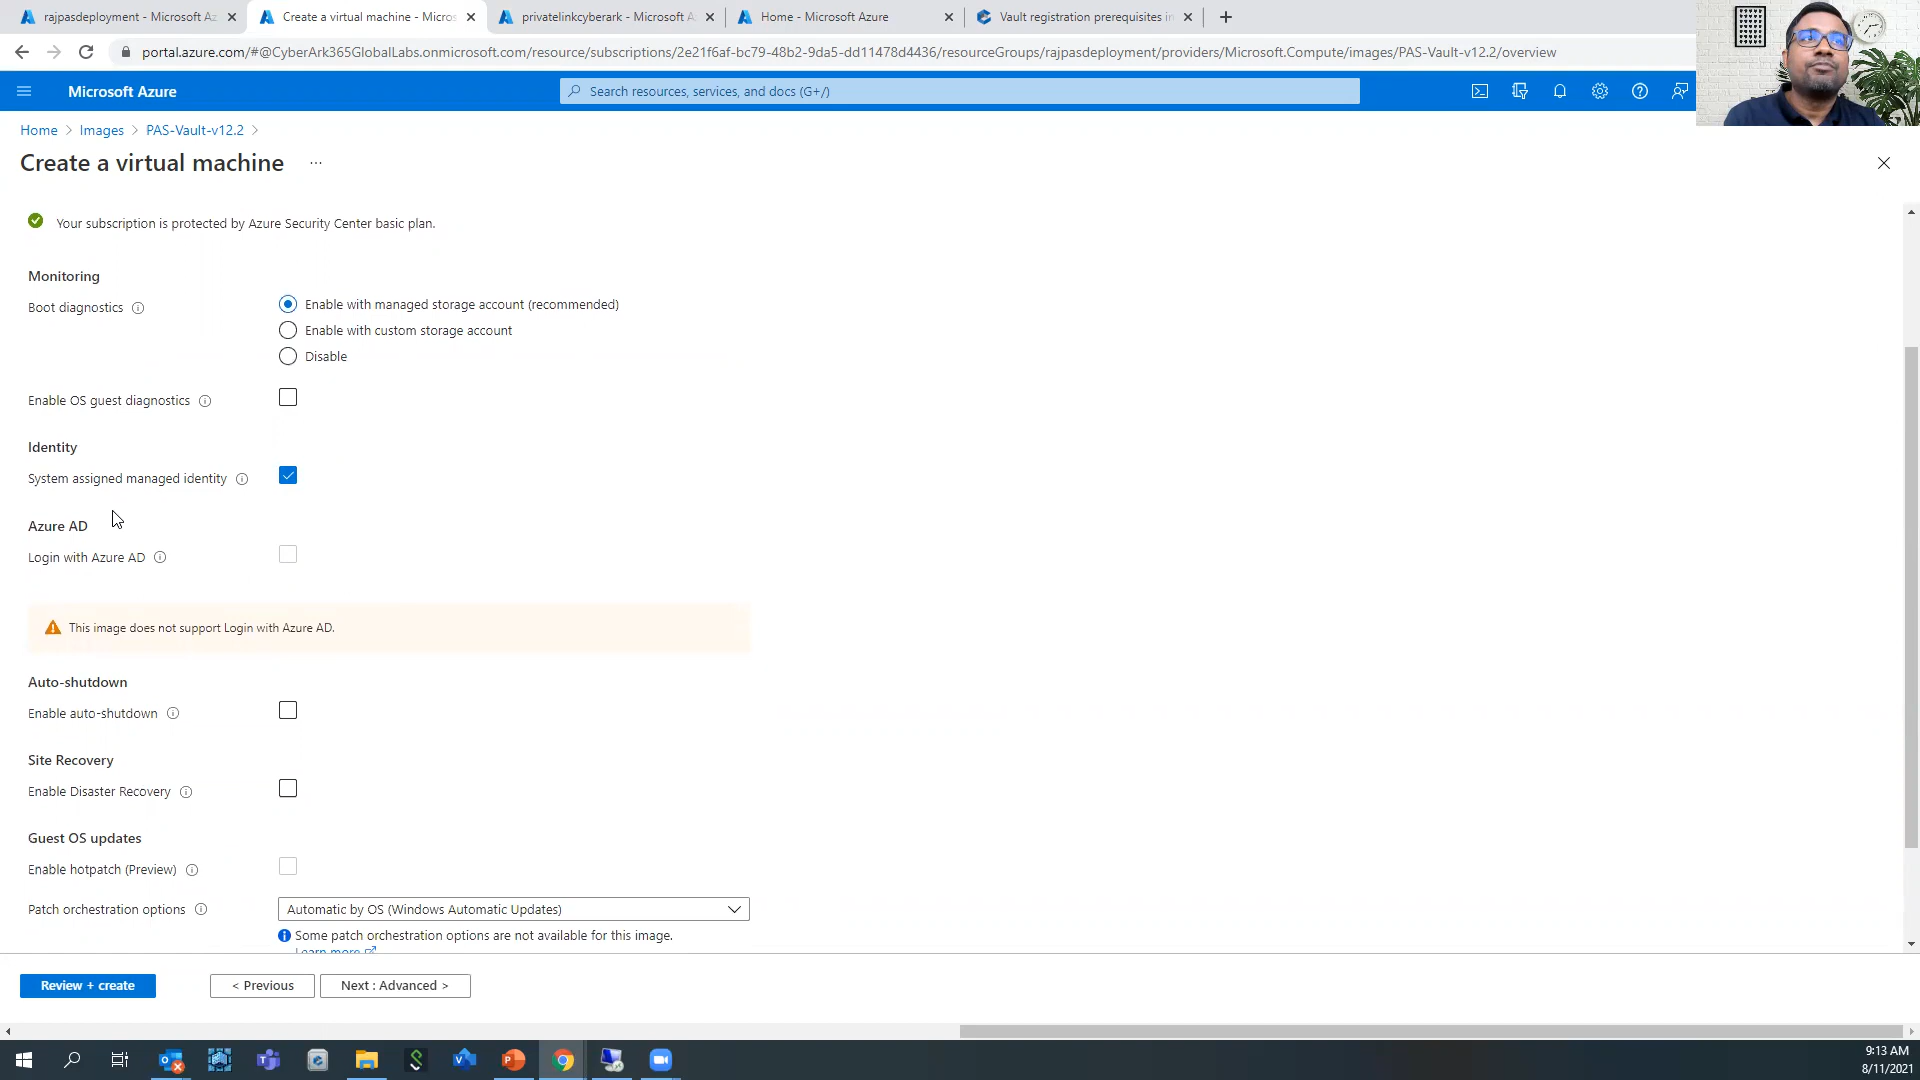 rajpasdeployment - Microsoft Az
Create a virtual machine - Micros
privatelinkcyberark - Microsoft A
Home - Microsoft Azure
Vault registration prerequisites in
portal.azure.com/#@CyberArk365GlobalLabs.onmicrosoft.com/resource/subscriptions/2e21f6af-bc79-48b2-9da5-dd11478d4436/resourceGroups/rajpasdeployment/providers/Microsoft.Compute/images/PAS-Vault-v12.2/overview
Microsoft Azure
Search resources, services, and docs (G+/)
Home > Images > PAS-Vault-v12.2 >
Create a virtual machine ...
Your subscription is protected by Azure Security Center basic plan.
Monitoring
Boot diagnostics
Enable with managed storage account (recommended)
Enable with custom storage account
Disable
Enable OS guest diagnostics
Identity
System assigned managed identity
Azure AD
Login with Azure AD
This image does not support Login with Azure AD.
Auto-shutdown
Enable auto-shutdown
Site Recovery
Enable Disaster Recovery
Guest OS updates
Enable hotpatch (Preview)
Patch orchestration options
Automatic by OS (Windows Automatic Updates)
Some patch orchestration options are not available for this image.
Learn more
Review + create
< Previous
Next : Advanced >
9:13 AM
8/11/2021